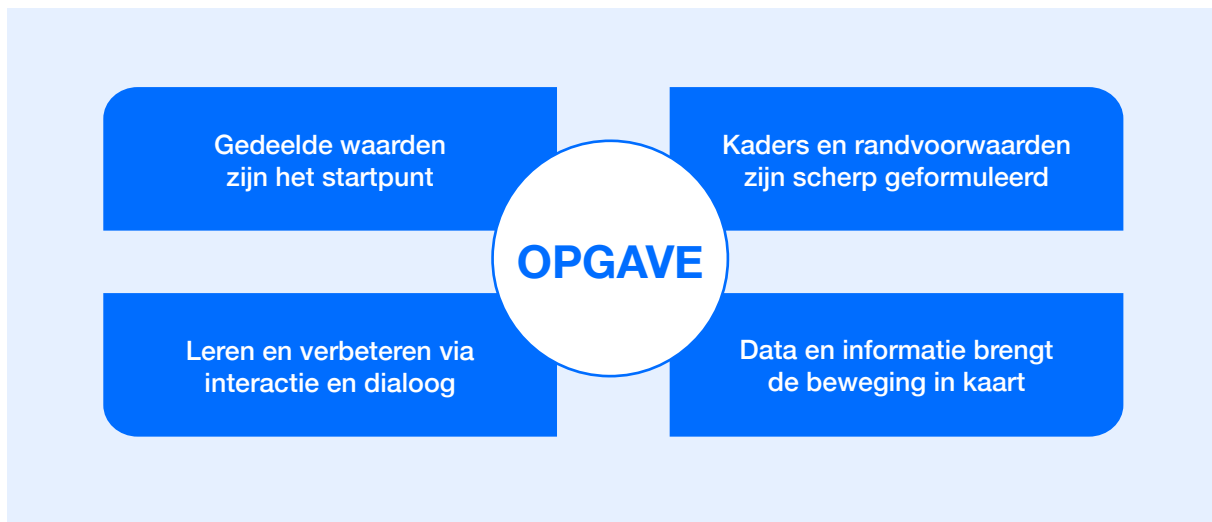 Gedeelde waarden
zijn het startpunt
Kaders en randvoorwaarden
zijn scherp geformuleerd
OPGAVE
Leren en verbeteren via
interactie en dialoog
Data en informatie brengt
de beweging in kaart